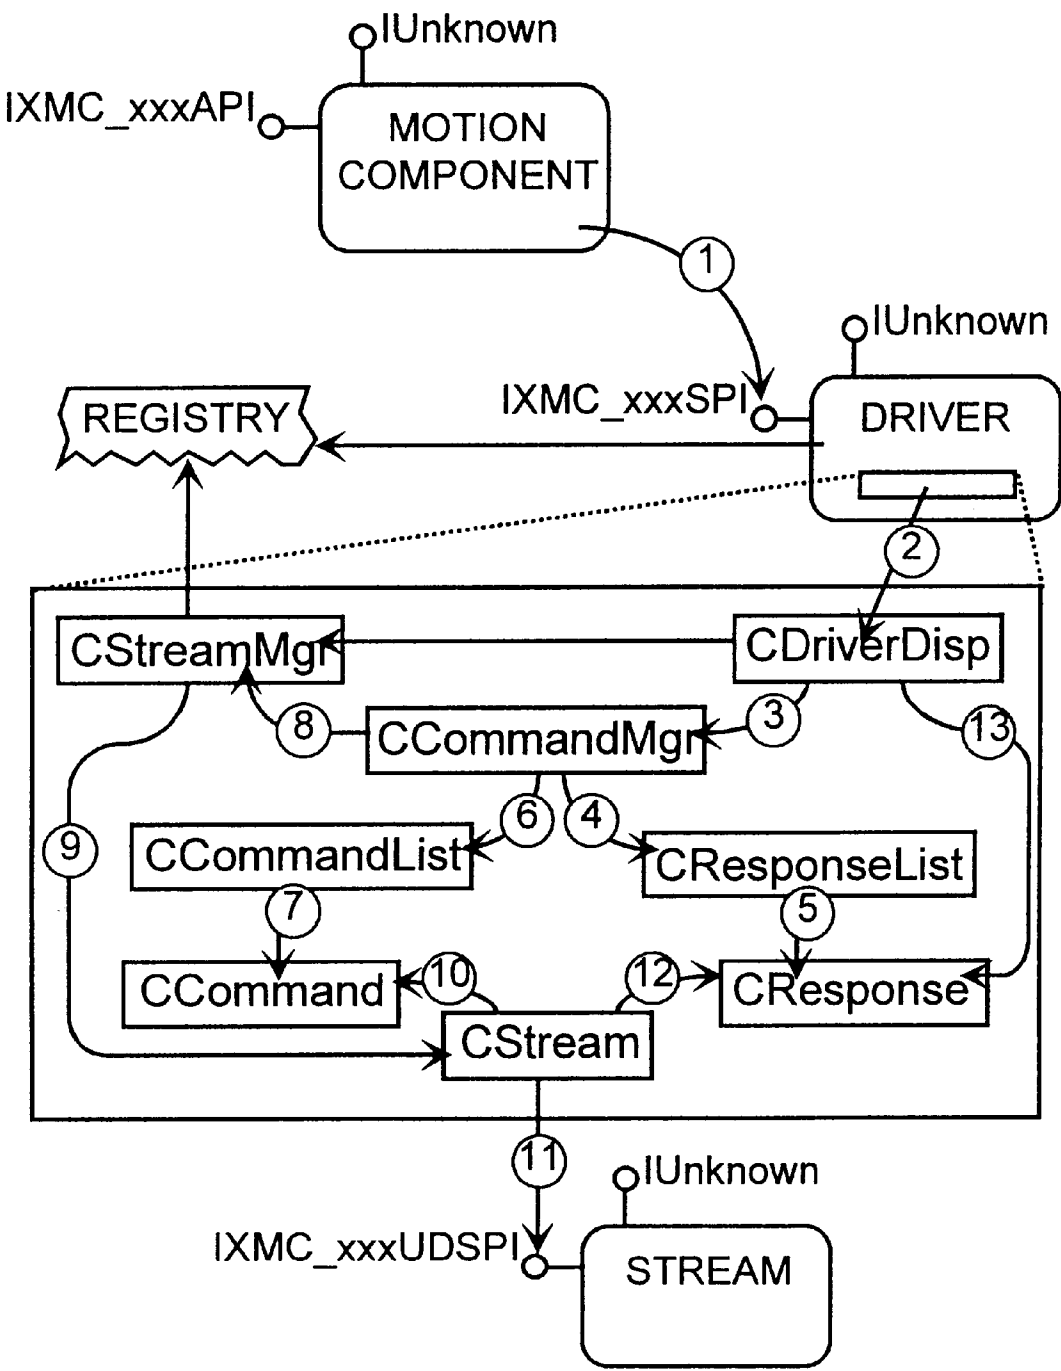 IUnknown
IXMC_xxxAPI
MOTION
COMPONENT
1
IUnknown
IXMC_xxxSPI
DRIVER
REGISTRY
2
CStreamMgr
CDriverDisp
8
3
13
CCommandMgr
6
4
9
CCommandList
CResponseList
7
5
10
12
CCommand
CResponse
CStream
11
IUnknown
IXMC_xxxUDSPI
STREAM